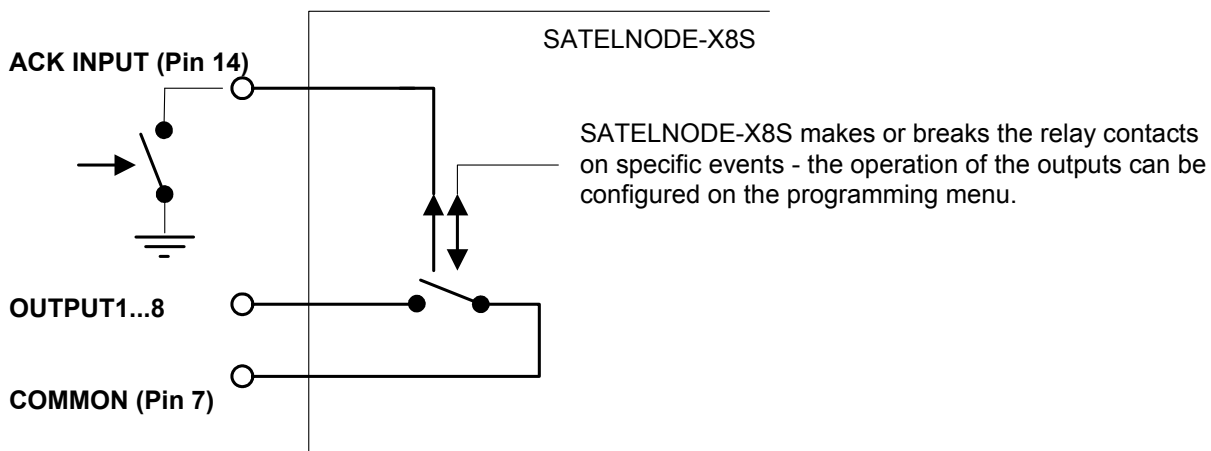 SATELNODE-X8S
ACK INPUT (Pin 14)
SATELNODE-X8S makes or breaks the relay contacts
on specific events - the operation of the outputs can be
configured on the programming menu.
OUTPUT1...8
COMMON (Pin 7)